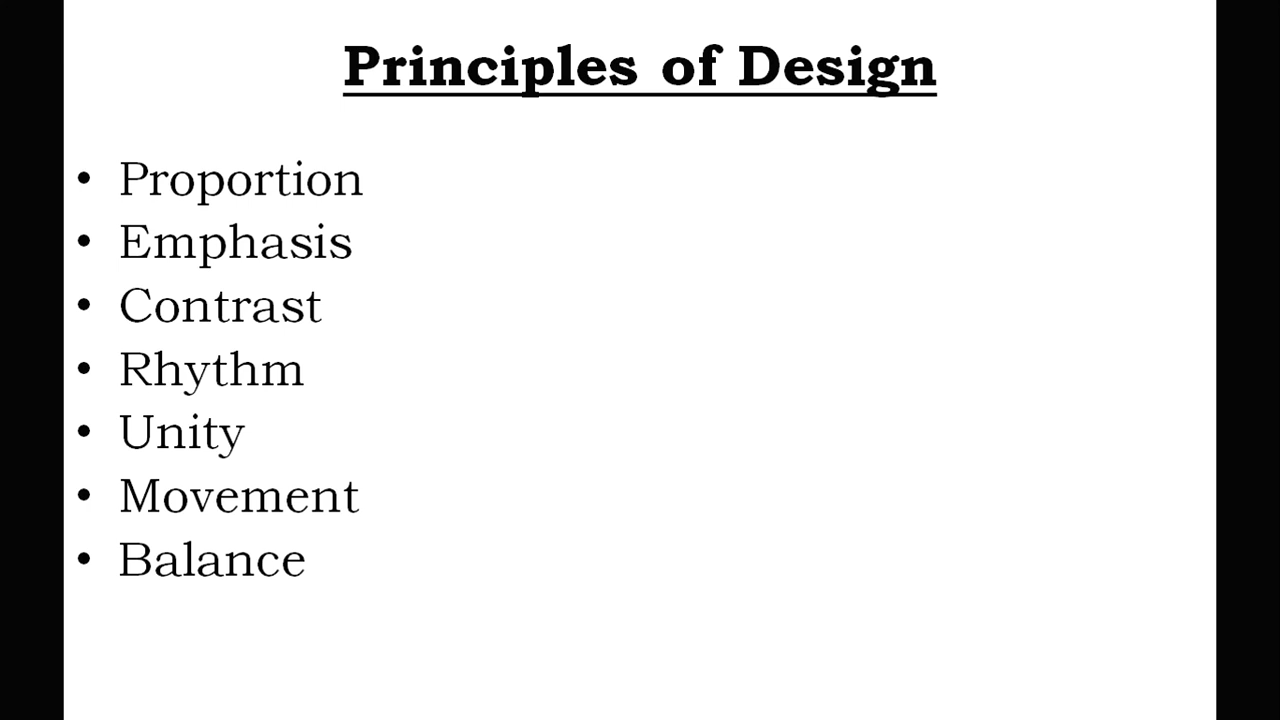 Principles of Design
• Proportion
• Emphasis
• Contrast
• Rhythm
• Unity
• Movement
• Balance